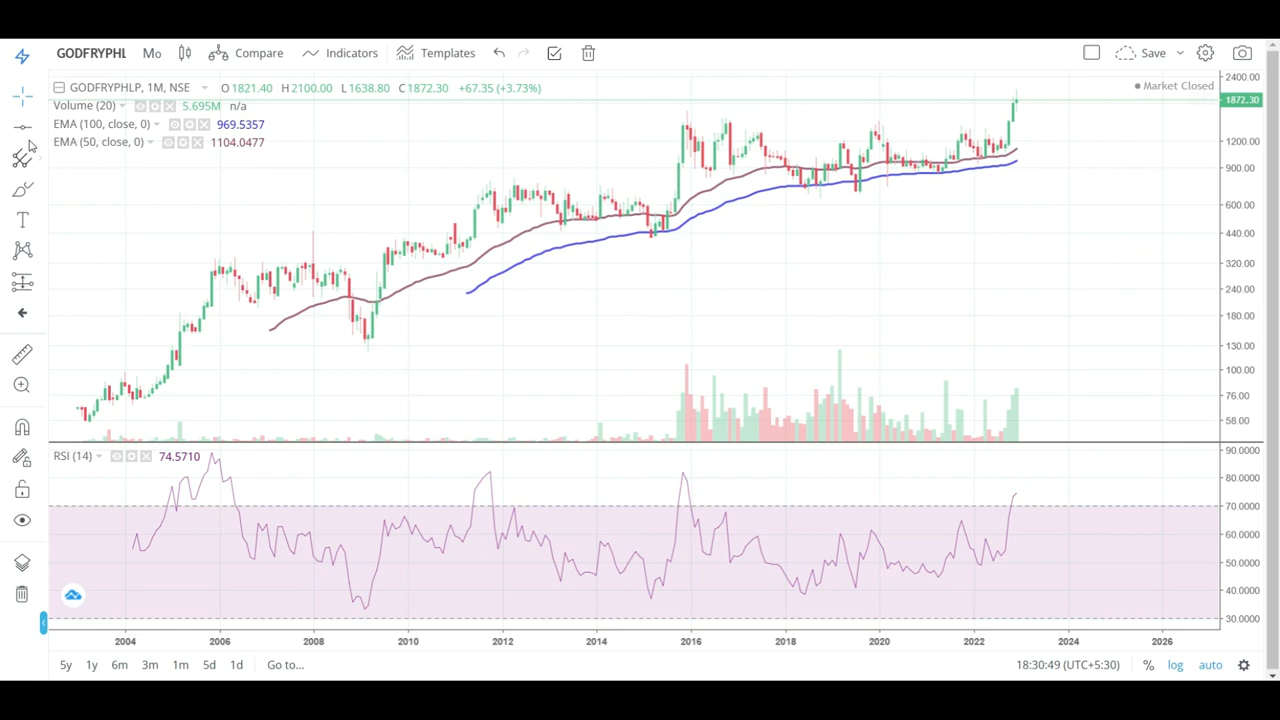 GODFRYPHL Mo Compare Indicators Templates Save
GODFRYPHLP, 1M, NSE O1821.40 H2100.00 L1638.80 C1872.30 +67.35 (+3.73%)
Market Closed
Volume (20) 5.695M n/a
EMA (100, close, 0) 969.5357
EMA (50, close, 0) 1104.0477
2400.00
1872.30
1200.00
900.00
600.00
440.00
320.00
240.00
180.00
130.00
100.00
76.00
58.00
RSI (14) 74.5710
90.0000
80.0000
70.0000
60.0000
50.0000
40.0000
30.0000
2004 2006 2008 2010 2012 2014 2016 2018 2020 2022 2024 2026
5y 1y 6m 3m 1m 5d 1d Go to... 18:30:49 (UTC+5:30) % log auto